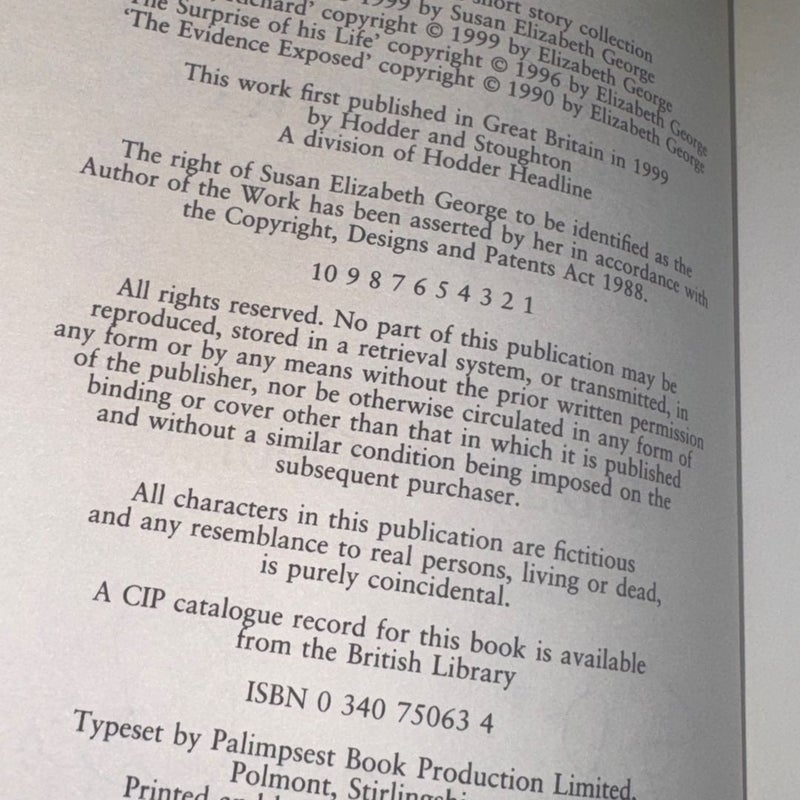 short story collection
1999 by Susan Elizabeth George
copyright © 1999 by Elizabeth George
'The Surprise of his Life' copyright © 1996 by Elizabeth George
'The Evidence Exposed' copyright © 1990 by Elizabeth George
This work first published in Great Britain in 1999
by Hodder and Stoughton
A division of Hodder Headline
The right of Susan Elizabeth George to be identified as the
Author of the Work has been asserted by her in accordance with
the Copyright, Designs and Patents Act 1988.
10 9 8 7 6 5 4 3 2 1
All rights reserved. No part of this publication may be
reproduced, stored in a retrieval system, or transmitted, in
any form or by any means without the prior written permission
of the publisher, nor be otherwise circulated in any form of
binding or cover other than that in which it is published
and without a similar condition being imposed on the
subsequent purchaser.
All characters in this publication are fictitious
and any resemblance to real persons, living or dead,
is purely coincidental.
A CIP catalogue record for this book is available
from the British Library
ISBN 0 340 75063 4
Typeset by Palimpsest Book Production Limited,
Polmont,
Printed and